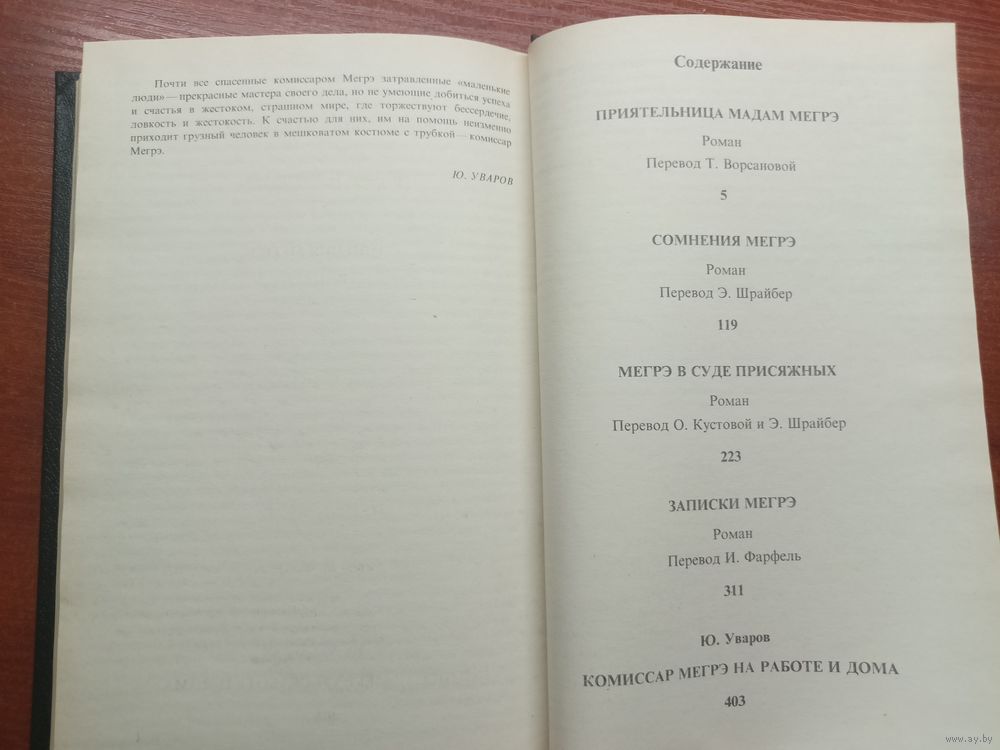 Почти все спасенные комиссаром Мегрэ затравленные «маленькие
люди» — прекрасные мастера своего дела, но не умеющие добиться успеха
и счастья в жестоком, страшном мире, где торжествуют бессердечие,
ловкость и жестокость. К счастью для них, им на помощь неизменно
приходит грузный человек в мешковатом костюме с трубкой — комиссар
Мегрэ.
Ю. УВАРОВ
Содержание
ПРИЯТЕЛЬНИЦА МАДАМ МЕГРЭ
Роман
Перевод Т. Ворсановой
5
СОМНЕНИЯ МЕГРЭ
Роман
Перевод Э. Шрайбер
119
МЕГРЭ В СУДЕ ПРИСЯЖНЫХ
Роман
Перевод О. Кустовой и Э. Шрайбер
223
ЗАПИСКИ МЕГРЭ
Роман
Перевод И. Фарфель
311
Ю. Уваров
КОМИССАР МЕГРЭ НА РАБОТЕ И ДОМА
403
www.ay.by